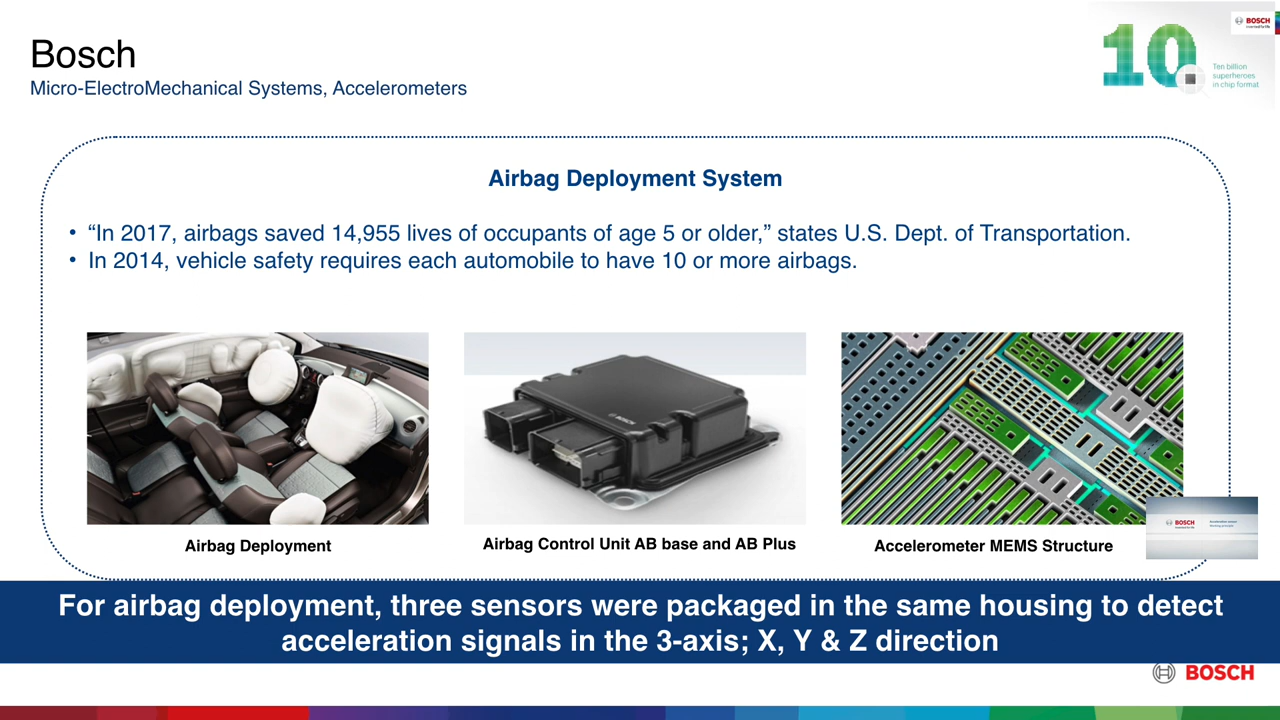 Bosch
Micro-ElectroMechanical Systems, Accelerometers
10
Ten billion
superheroes
in chip format
BOSCH
Airbag Deployment System
• “In 2017, airbags saved 14,955 lives of occupants of age 5 or older,” states U.S. Dept. of Transportation.
• In 2014, vehicle safety requires each automobile to have 10 or more airbags.
BOSCH
Airbag Deployment
Airbag Control Unit AB base and AB Plus
Accelerometer MEMS Structure
BOSCH
For airbag deployment, three sensors were packaged in the same housing to detect
acceleration signals in the 3-axis; X, Y & Z direction
BOSCH